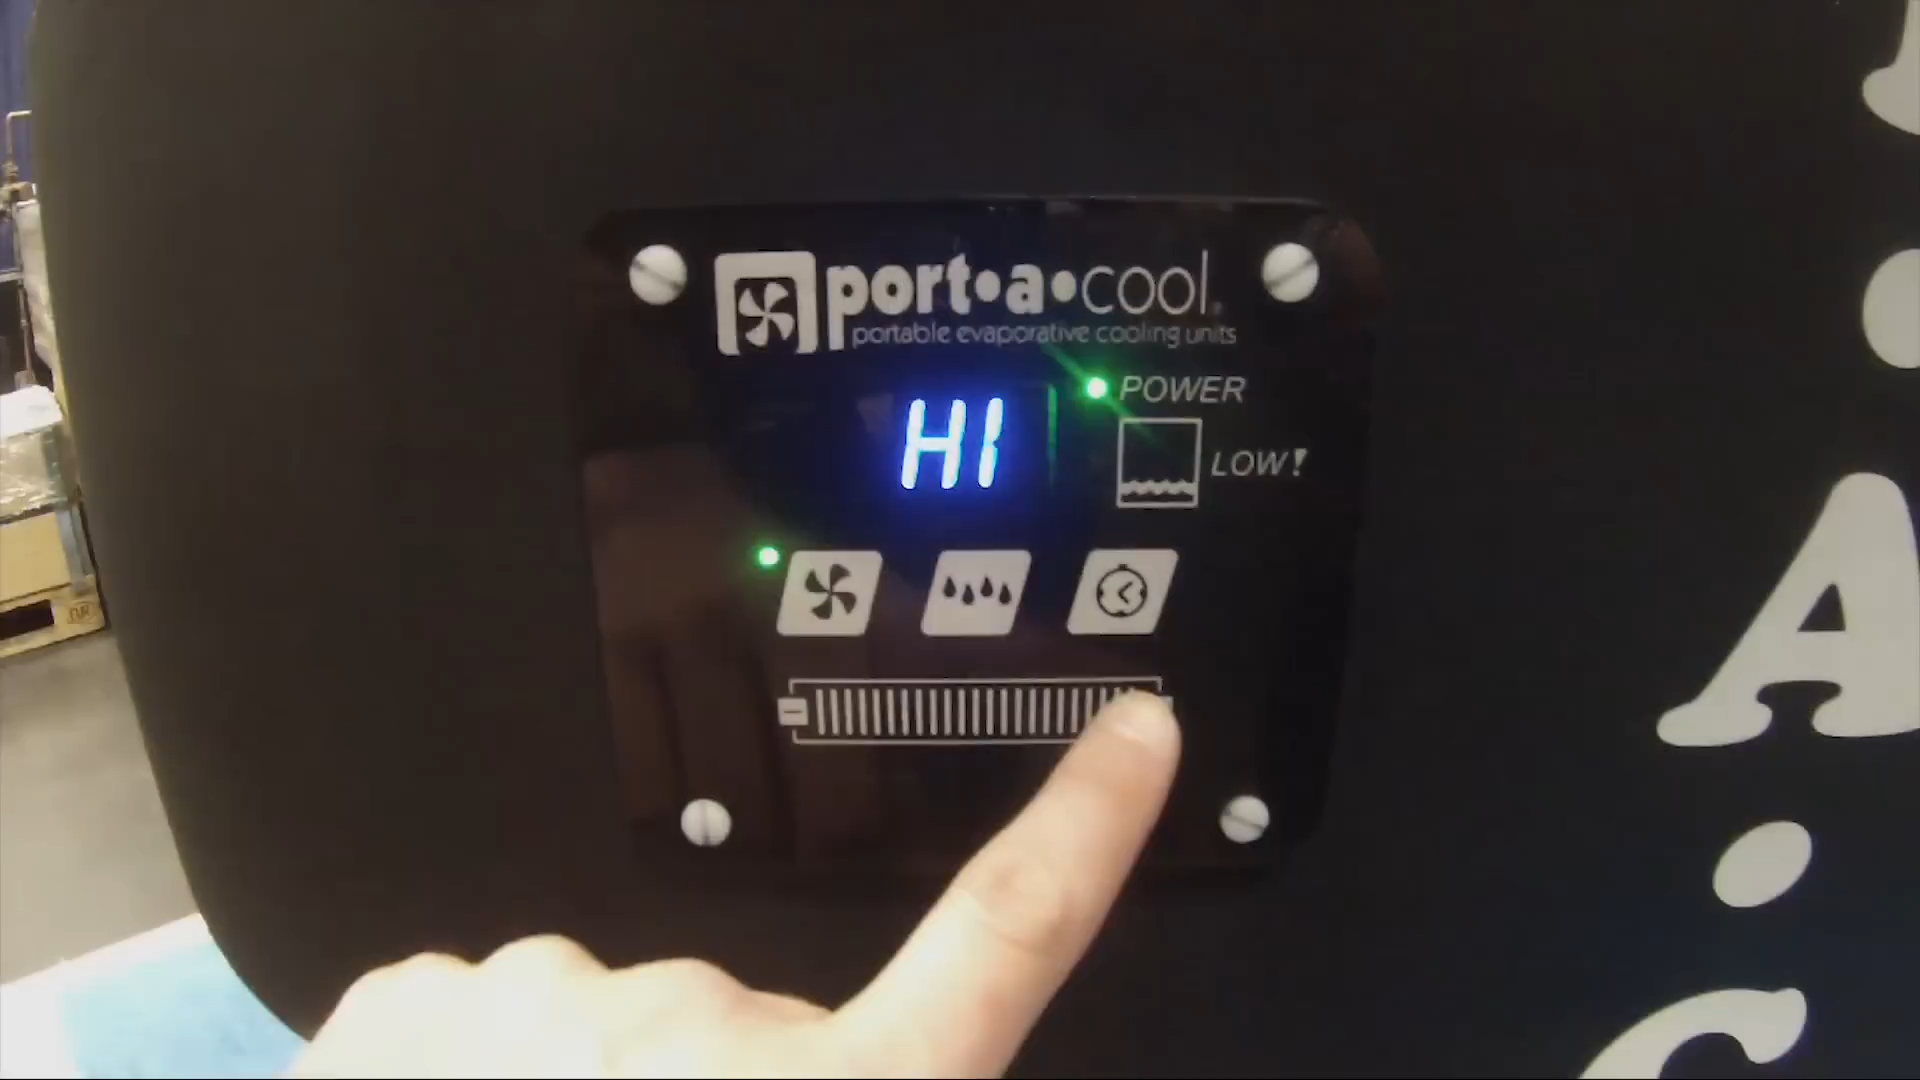 port•a•cool®
portable evaporative cooling units
HI
POWER
LOW!
A